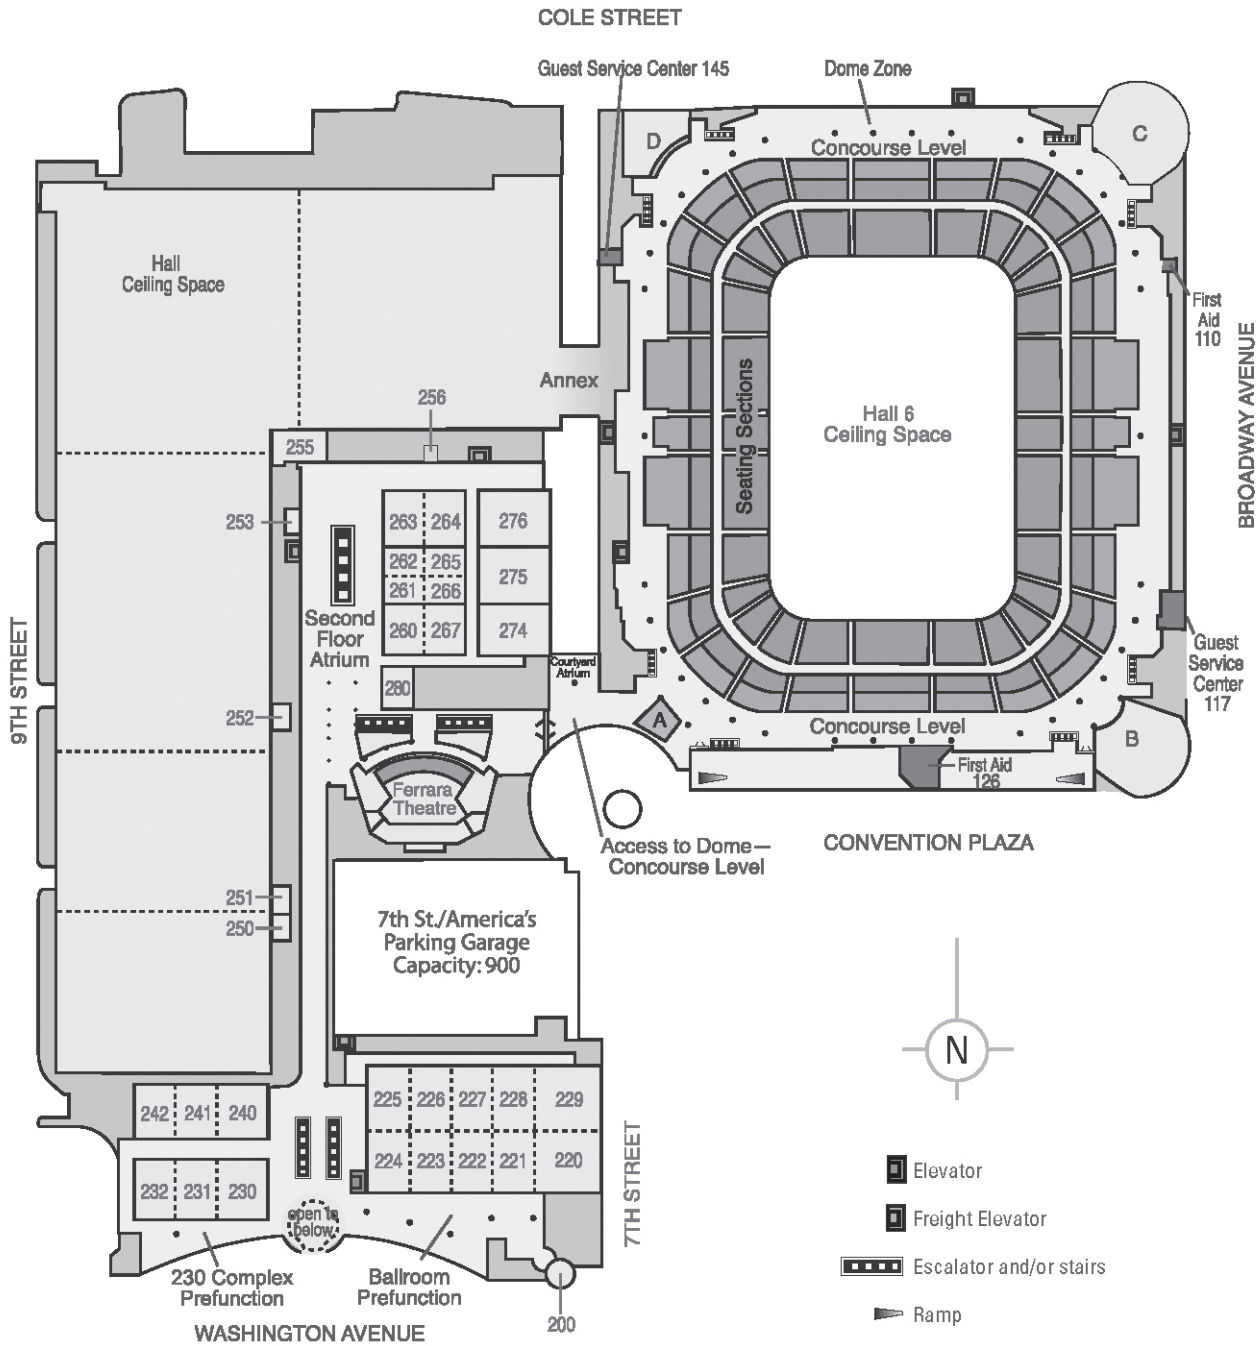 COLE STREET
Guest Service Center 145
Dome Zone
D
Concourse Level
C
Hall
Ceiling Space
First
Aid
110
BROADWAY AVENUE
Annex
256
255
Seating Sections
Hall 6
Ceiling Space
253
263
264
276
262
265
275
261
266
260
267
274
Second
Floor
Atrium
Courtyard
Atrium
Guest
Service
Center
117
9TH STREET
280
252
A
Concourse Level
B
First Aid
126
Ferrara
Theatre
Access to Dome—
Concourse Level
CONVENTION PLAZA
251
250
7th St./America's
Parking Garage
Capacity: 900
N
225
226
227
228
229
242
241
240
224
223
222
221
220
232
231
230
open to
below
7TH STREET
230 Complex
Prefunction
Ballroom
Prefunction
200
WASHINGTON AVENUE
Elevator
Freight Elevator
Escalator and/or stairs
Ramp